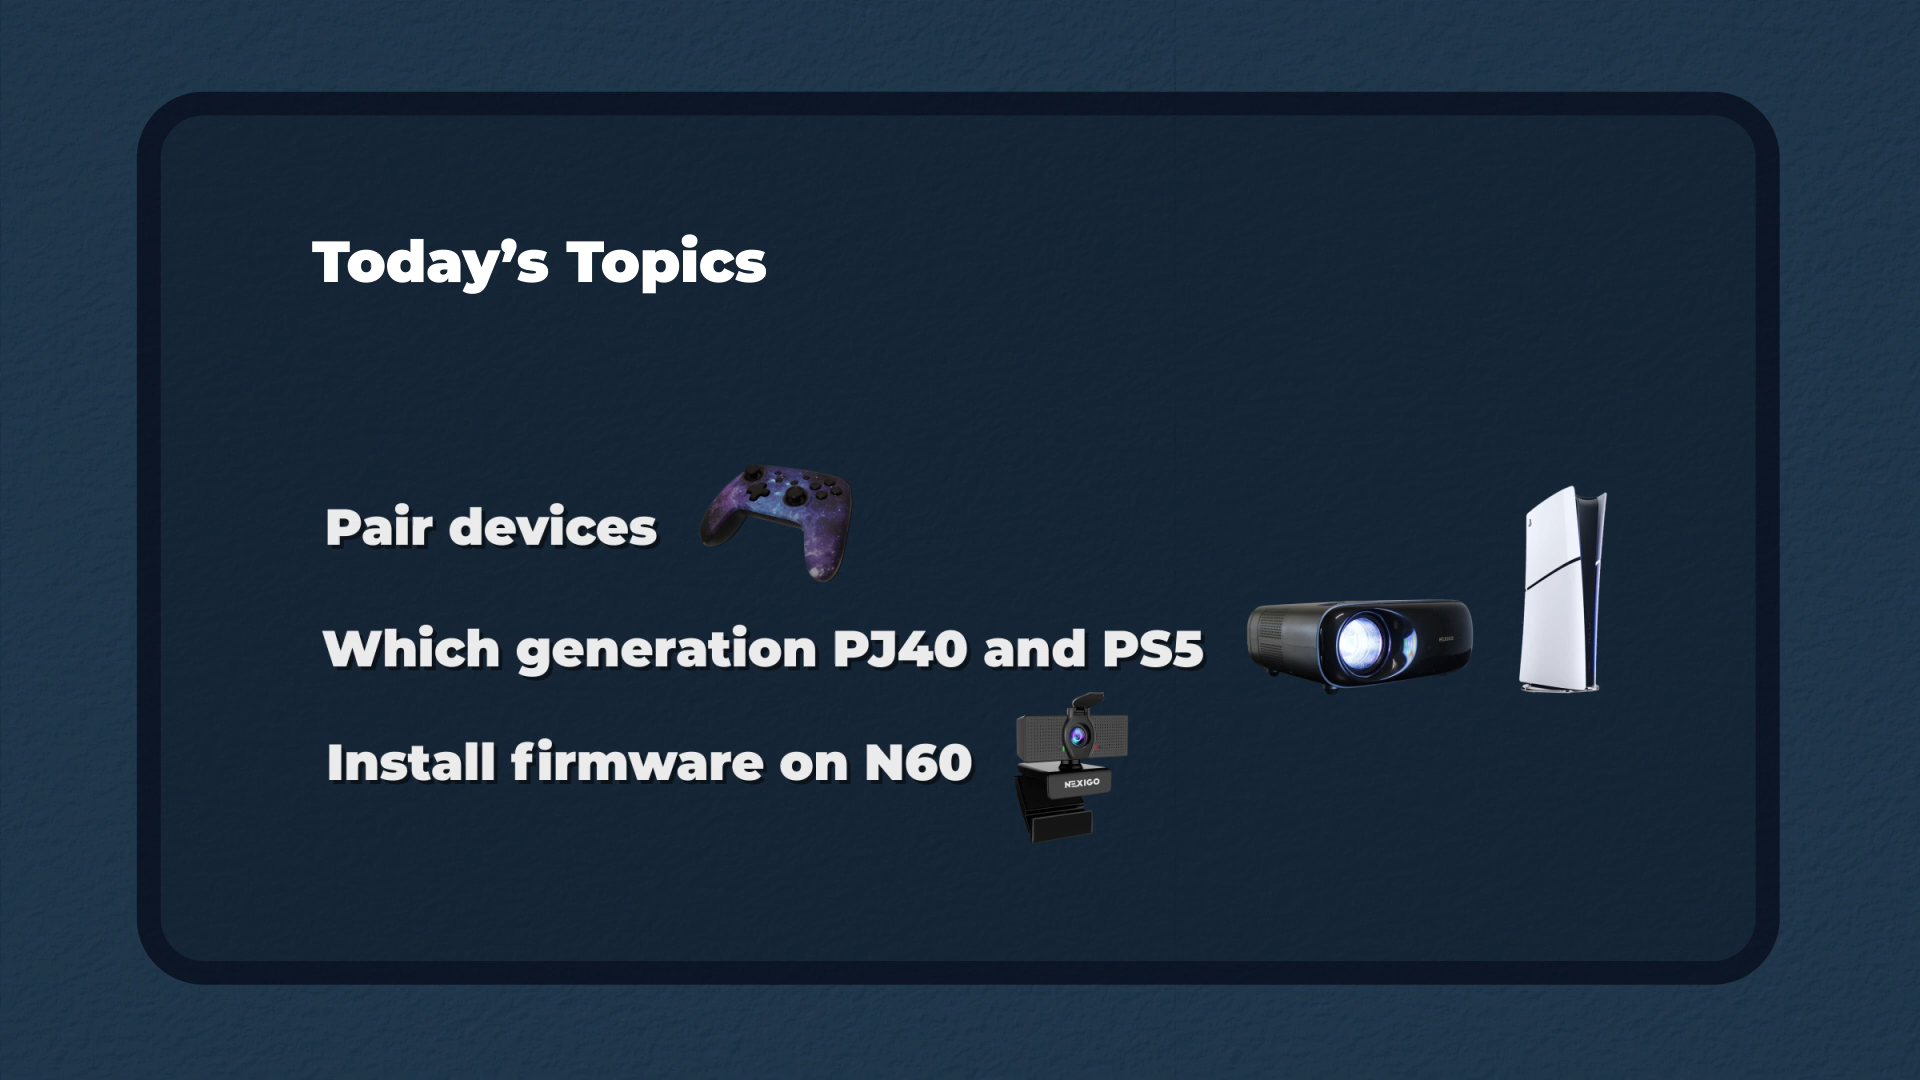 Today’s Topics
Pair devices
Which generation PJ40 and PS5
Install firmware on N60
NEXIGO